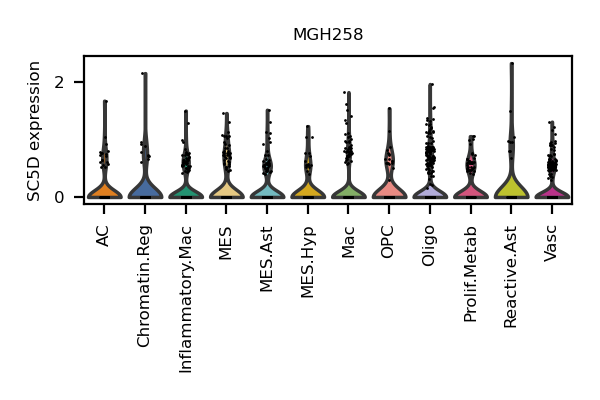 MGH258
SC5D expression
2
0
AC
Chromatin.Reg
Inflammatory.Mac
MES
MES.Ast
MES.Hyp
Mac
OPC
Oligo
Prolif.Metab
Reactive.Ast
Vasc